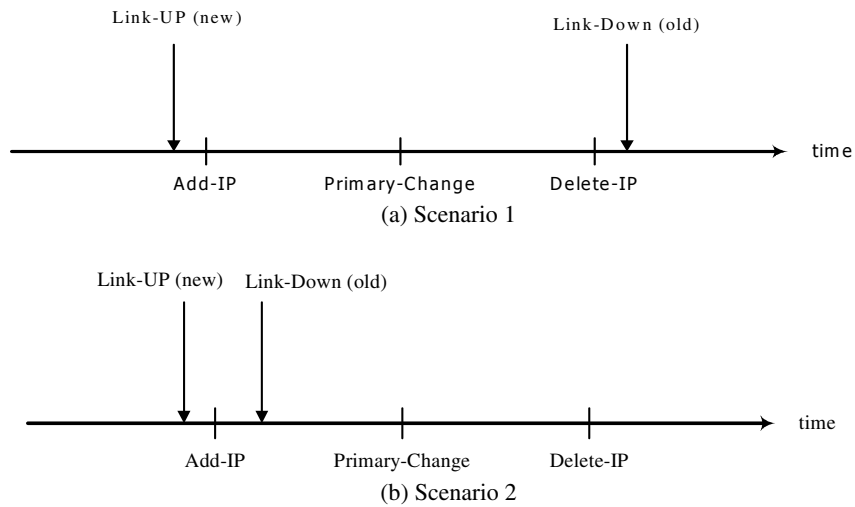 Link-UP (new)
Link-Down (old)
time
Add-IP
Primary-Change
Delete-IP
(a) Scenario 1
Link-UP (new)
Link-Down (old)
time
Add-IP
Primary-Change
Delete-IP
(b) Scenario 2